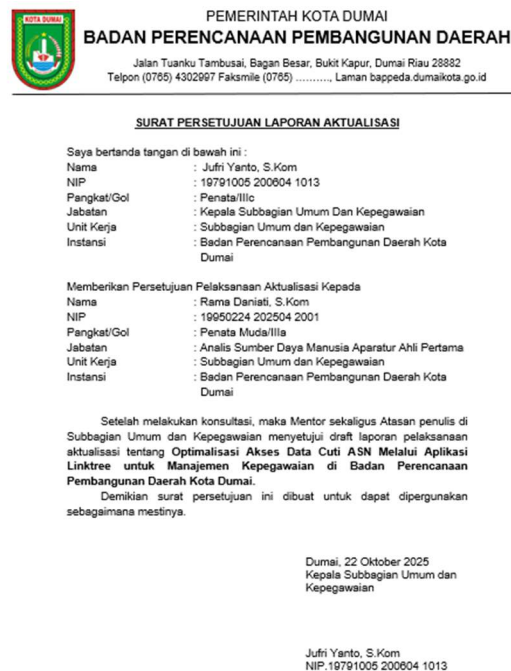 KOTA DUMAI
PEMERINTAH KOTA DUMAI
BADAN PERENCANAAN PEMBANGUNAN DAERAH
Jalan Tuanku Tambusai, Bagan Besar, Bukit Kapur, Dumai Riau 28882
Telpon (0765) 4302997 Faksmile (0765) .........., Laman bappeda.dumaikota.go.id
SURAT PERSETUJUAN LAPORAN AKTUALISASI
Saya bertanda tangan di bawah ini :
Nama : Jufri Yanto, S.Kom
NIP : 19791005 200604 1013
Pangkat/Gol : Penata/IIIc
Jabatan : Kepala Subbagian Umum Dan Kepegawaian
Unit Kerja : Subbagian Umum dan Kepegawaian
Instansi : Badan Perencanaan Pembangunan Daerah Kota
Dumai
Memberikan Persetujuan Pelaksanaan Aktualisasi Kepada
Nama : Rama Daniati, S.Kom
NIP : 19950224 202504 2001
Pangkat/Gol : Penata Muda/IIIa
Jabatan : Analis Sumber Daya Manusia Aparatur Ahli Pertama
Unit Kerja : Subbagian Umum dan Kepegawaian
Instansi : Badan Perencanaan Pembangunan Daerah Kota
Dumai
Setelah melakukan konsultasi, maka Mentor sekaligus Atasan penulis di
Subbagian Umum dan Kepegawaian menyetujui draft laporan pelaksanaan
aktualisasi tentang Optimalisasi Akses Data Cuti ASN Melalui Aplikasi
Linktree untuk Manajemen Kepegawaian di Badan Perencanaan
Pembangunan Daerah Kota Dumai.
Demikian surat persetujuan ini dibuat untuk dapat dipergunakan
sebagaimana mestinya.
Dumai, 22 Oktober 2025
Kepala Subbagian Umum dan
Kepegawaian
Jufri Yanto, S.Kom
NIP.19791005 200604 1013